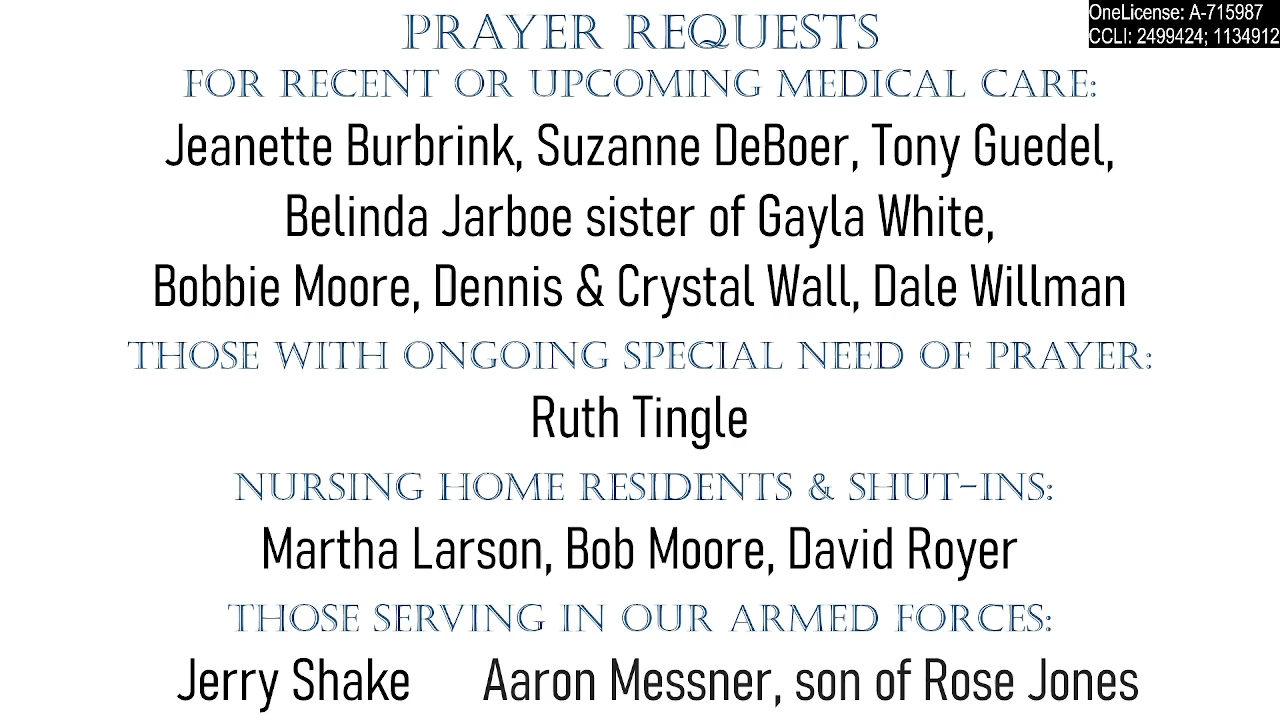 OneLicense: A-715987
CCLI: 2499424; 1134912
PRAYER REQUESTS
FOR RECENT OR UPCOMING MEDICAL CARE:
Jeanette Burbrink, Suzanne DeBoer, Tony Guedel,
Belinda Jarboe sister of Gayla White,
Bobbie Moore, Dennis & Crystal Wall, Dale Willman
THOSE WITH ONGOING SPECIAL NEED OF PRAYER:
Ruth Tingle
NURSING HOME RESIDENTS & SHUT-INS:
Martha Larson, Bob Moore, David Royer
THOSE SERVING IN OUR ARMED FORCES:
Jerry Shake Aaron Messner, son of Rose Jones